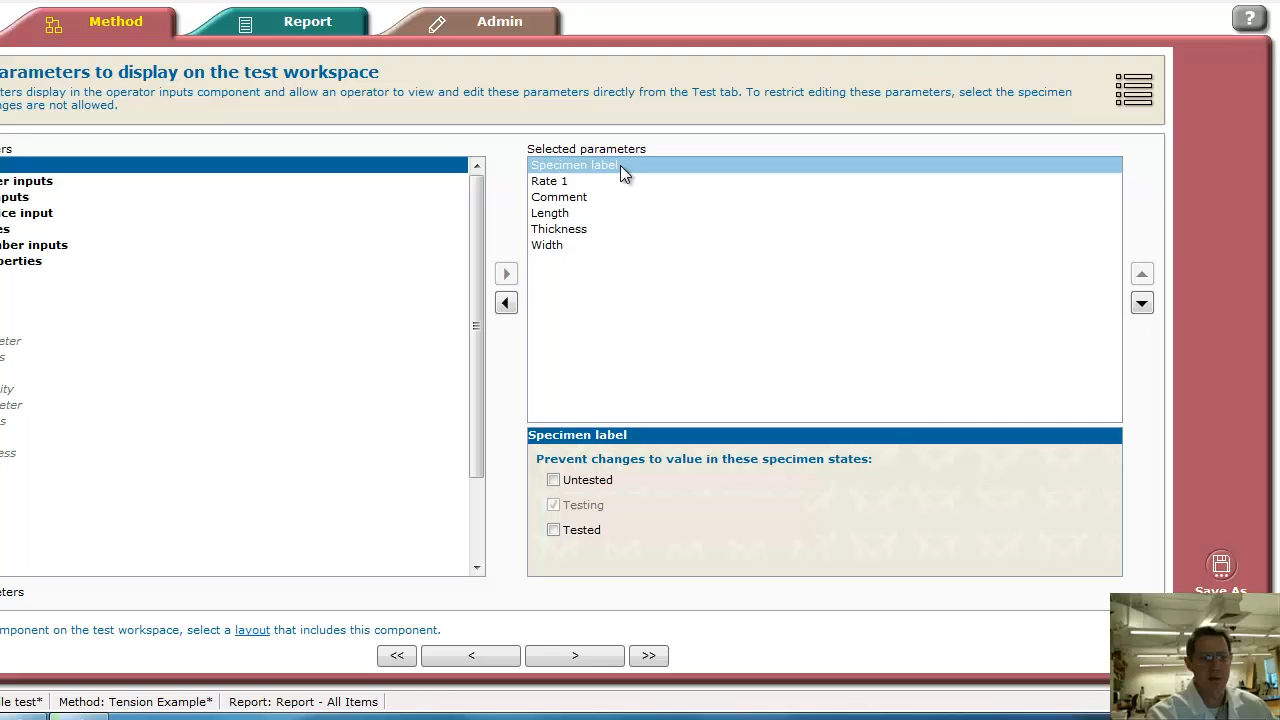 Method
Report
Admin
?
arameters to display on the test workspace
ters display in the operator inputs component and allow an operator to view and edit these parameters directly from the Test tab. To restrict editing these parameters, select the specimen
nges are not allowed.
ers
Selected parameters
Specimen label
er inputs
Rate 1
nputs
Comment
ice input
Length
es
Thickness
nber inputs
Width
perties
eter
s
ity
eter
s
ess
Specimen label
Prevent changes to value in these specimen states:
Untested
Testing
Tested
eters
Save As
mponent on the test workspace, select a layout that includes this component.
<< < > >>
le test* Method: Tension Example* Report: Report - All Items